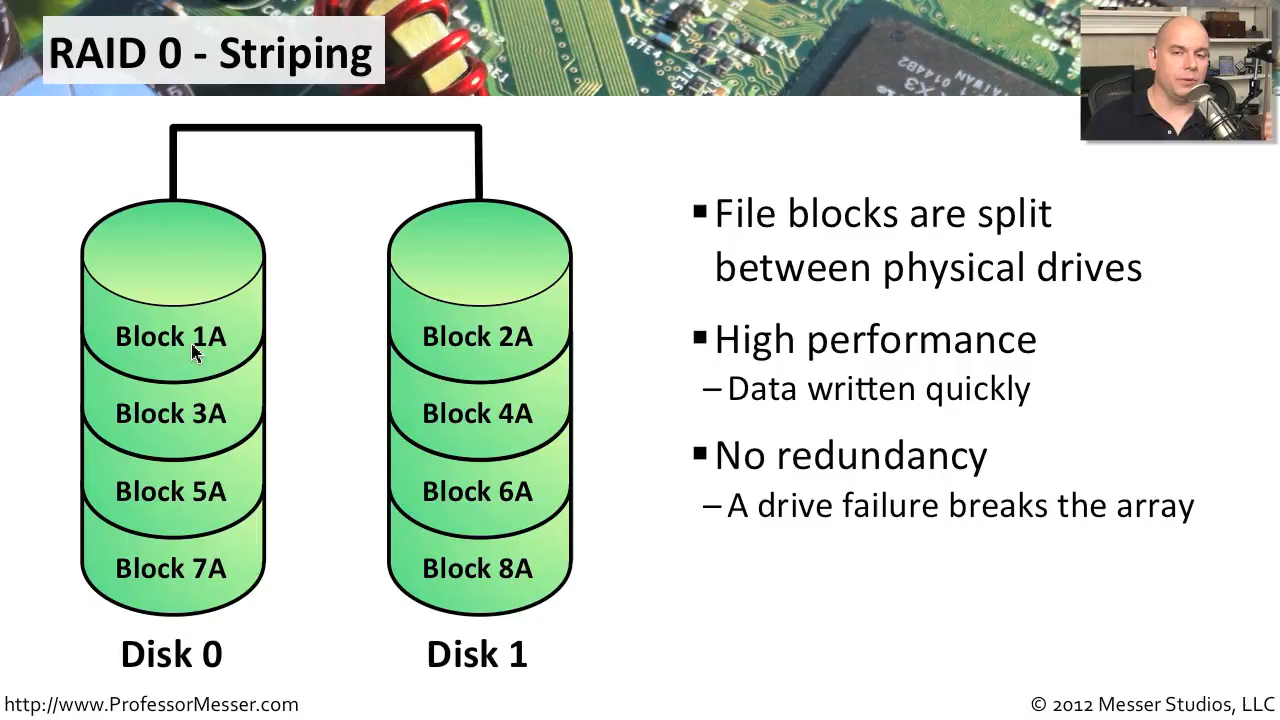 RAID 0 - Striping
File blocks are split
between physical drives
High performance
– Data written quickly
No redundancy
– A drive failure breaks the array
Block 1A
Block 3A
Block 5A
Block 7A
Disk 0
Block 2A
Block 4A
Block 6A
Block 8A
Disk 1
http://www.ProfessorMesser.com
© 2012 Messer Studios, LLC